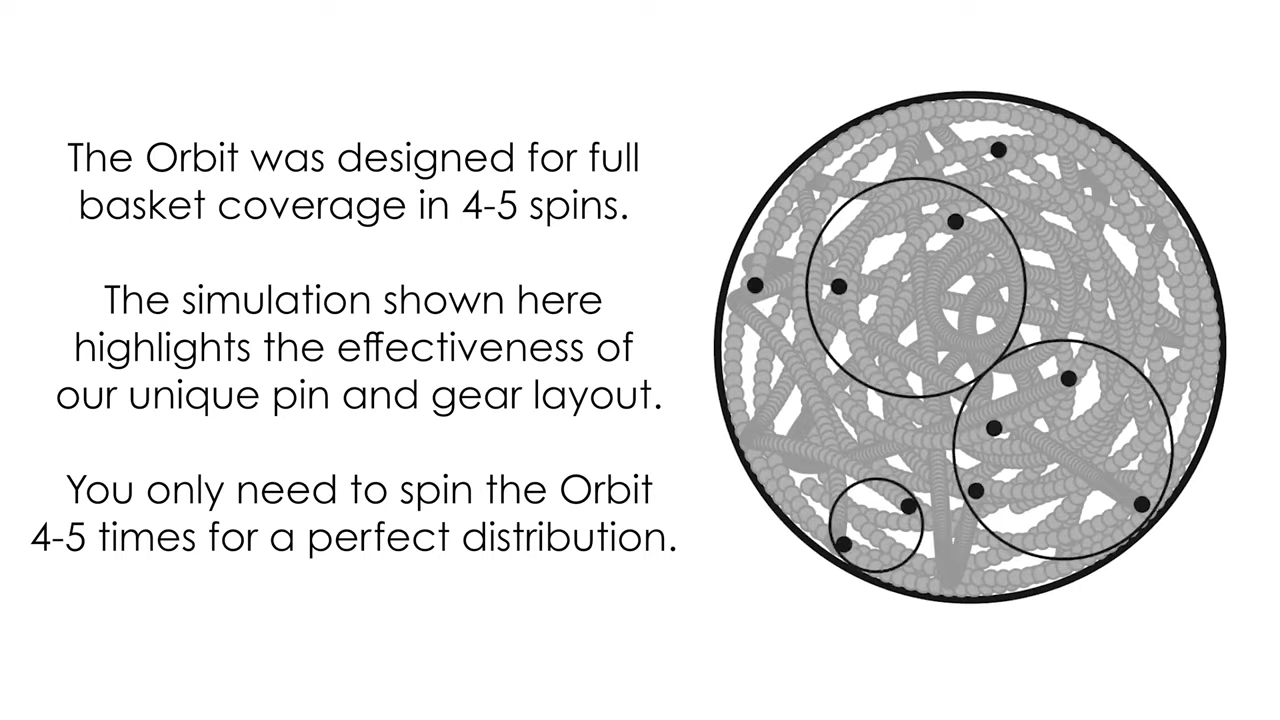 The Orbit was designed for full
basket coverage in 4-5 spins.
The simulation shown here
highlights the effectiveness of
our unique pin and gear layout.
You only need to spin the Orbit
4-5 times for a perfect distribution.